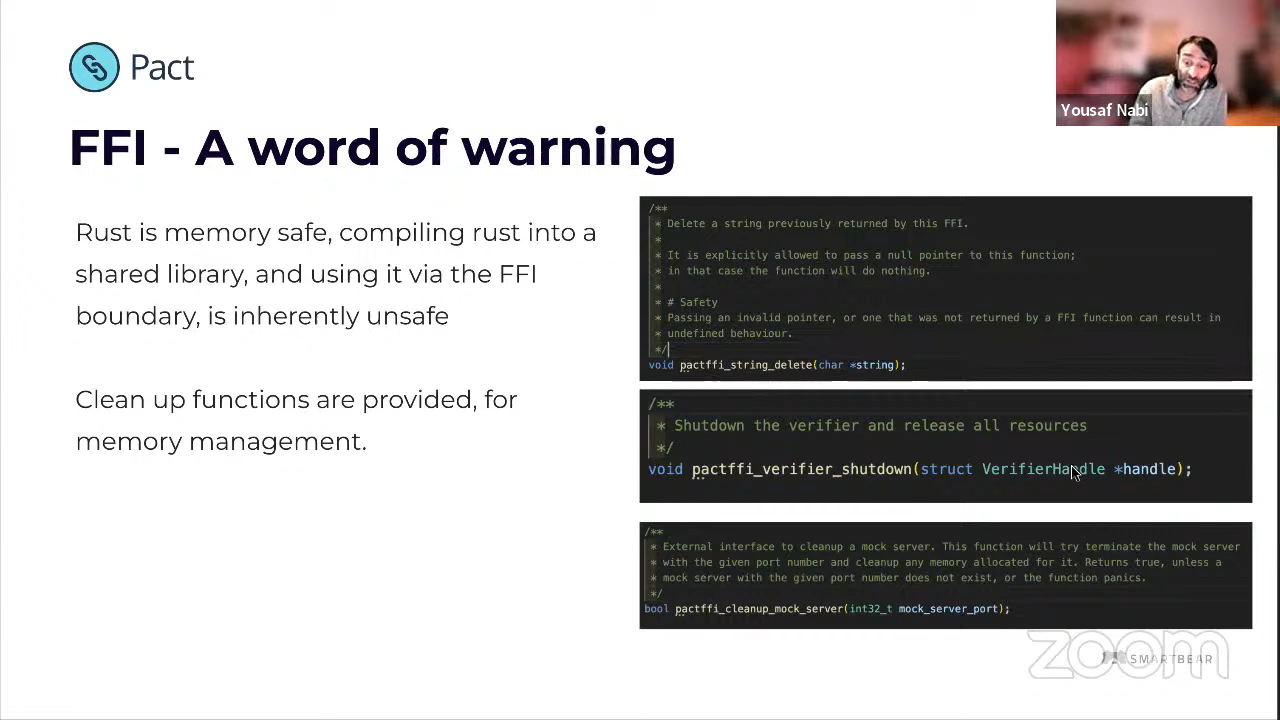 Pact
Yousaf Nabi
FFI - A word of warning
Rust is memory safe, compiling rust into a
shared library, and using it via the FFI
boundary, is inherently unsafe
Clean up functions are provided, for
memory management.
/**
* Delete a string previously returned by this FFI.
*
* It is explicitly allowed to pass a null pointer to this function;
* in that case the function will do nothing.
*
* # Safety
* Passing an invalid pointer, or one that was not returned by a FFI function can result in
* undefined behaviour.
*/
void pactffi_string_delete(char *string);
/**
* Shutdown the verifier and release all resources
*/
void pactffi_verifier_shutdown(struct VerifierHandle *handle);
/**
* External interface to cleanup a mock server. This function will try terminate the mock server
* with the given port number and cleanup any memory allocated for it. Returns true, unless a
* mock server with the given port number does not exist, or the function panics.
*/
bool pactffi_cleanup_mock_server(int32_t mock_server_port);
zoom
SMARTBEAR